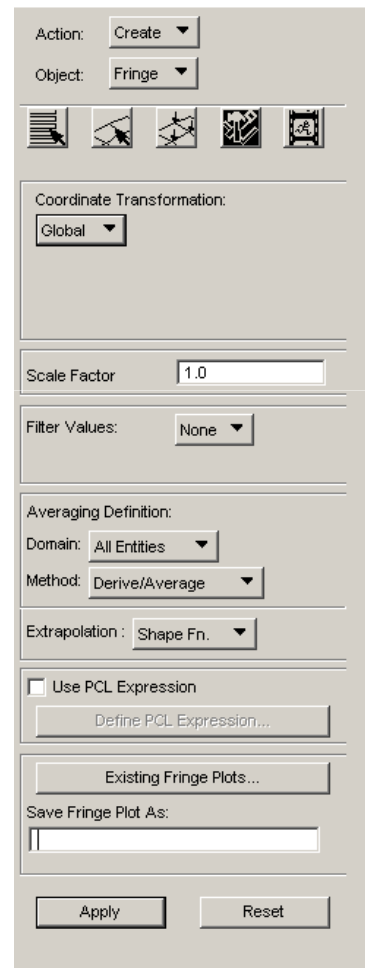 Action: Create
Object: Fringe
Coordinate Transformation:
Global
Scale Factor 1.0
Filter Values: None
Averaging Definition:
Domain: All Entities
Method: Derive/Average
Extrapolation : Shape Fn.
Use PCL Expression
Define PCL Expression...
Existing Fringe Plots...
Save Fringe Plot As:
Apply Reset